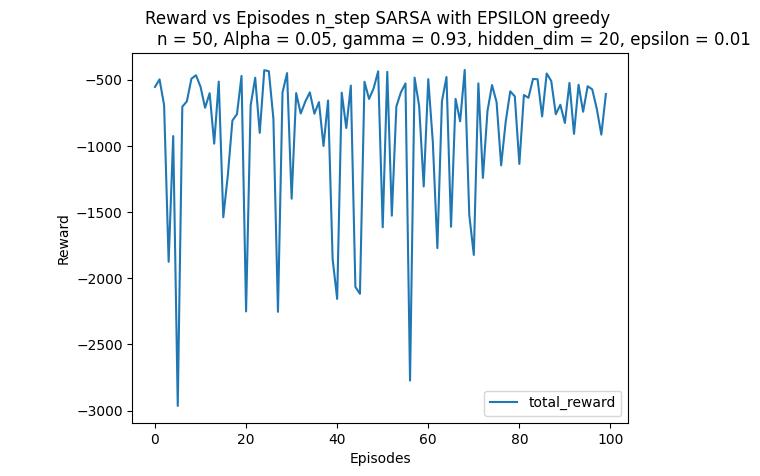 Reward vs Episodes n_step SARSA with EPSILON greedy
n = 50, Alpha = 0.05, gamma = 0.93, hidden_dim = 20, epsilon = 0.01
−500
−1000
−1500
−2000
−2500
−3000
Reward
total_reward
0 20 40 60 80 100
Episodes